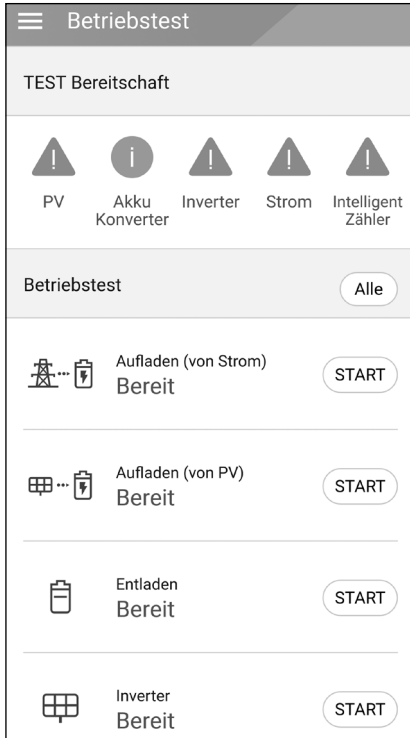 Betriebstest
TEST Bereitschaft
PV
Akku
Konverter
Inverter
Strom
Intelligent
Zähler
Betriebstest
Alle
Aufladen (von Strom)
Bereit
START
Aufladen (von PV)
Bereit
START
Entladen
Bereit
START
Inverter
Bereit
START